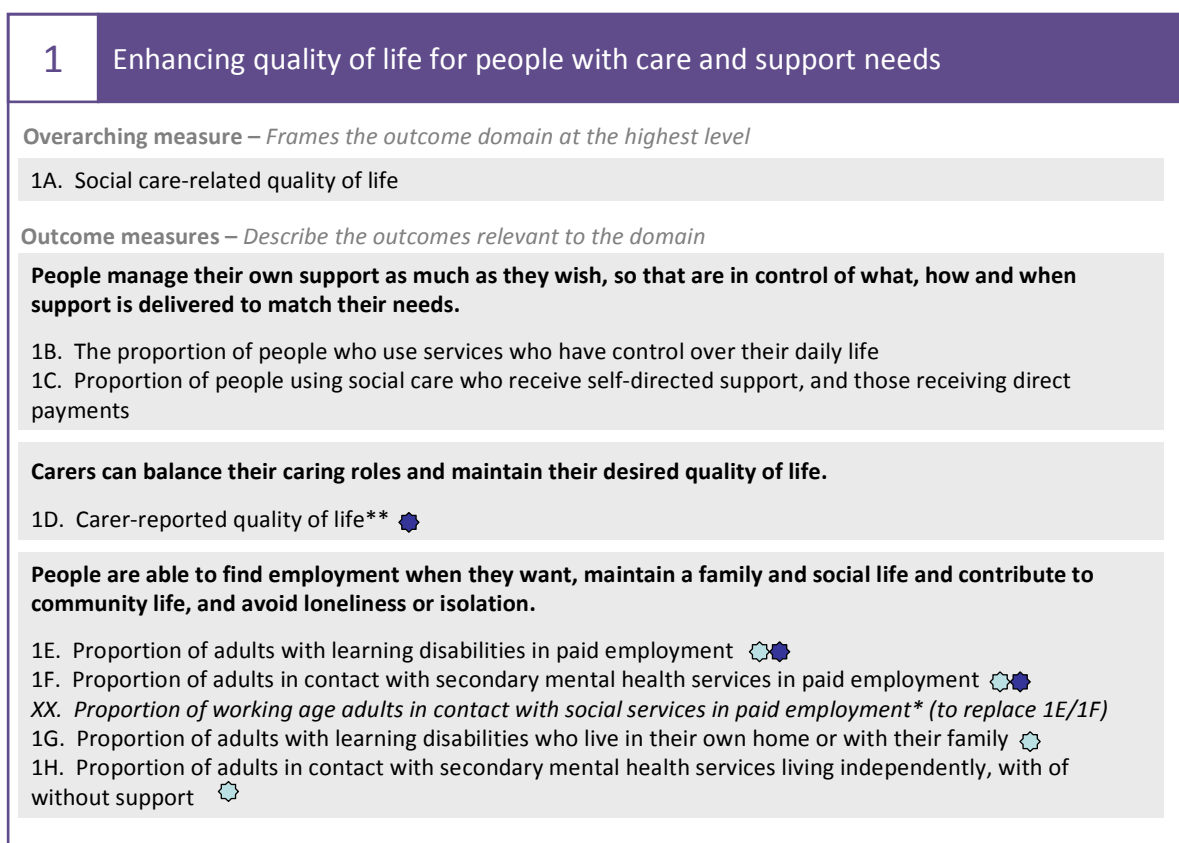 1
Enhancing quality of life for people with care and support needs
Overarching measure – Frames the outcome domain at the highest level
1A. Social care-related quality of life
Outcome measures – Describe the outcomes relevant to the domain
People manage their own support as much as they wish, so that are in control of what, how and when
support is delivered to match their needs.
1B. The proportion of people who use services who have control over their daily life
1C. Proportion of people using social care who receive self-directed support, and those receiving direct
payments
Carers can balance their caring roles and maintain their desired quality of life.
1D. Carer-reported quality of life**
People are able to find employment when they want, maintain a family and social life and contribute to
community life, and avoid loneliness or isolation.
1E. Proportion of adults with learning disabilities in paid employment
1F. Proportion of adults in contact with secondary mental health services in paid employment
XX. Proportion of working age adults in contact with social services in paid employment* (to replace 1E/1F)
1G. Proportion of adults with learning disabilities who live in their own home or with their family
1H. Proportion of adults in contact with secondary mental health services living independently, with of
without support